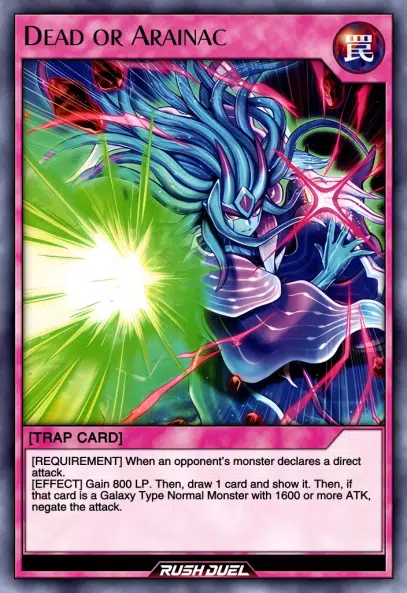 Dead or Arainac
罠
[TRAP CARD]
[REQUIREMENT] When an opponent's monster declares a direct
attack.
[EFFECT] Gain 800 LP. Then, draw 1 card and show it. Then, if
that card is a Galaxy Type Normal Monster with 1600 or more ATK,
negate the attack.
RUSH DUEL